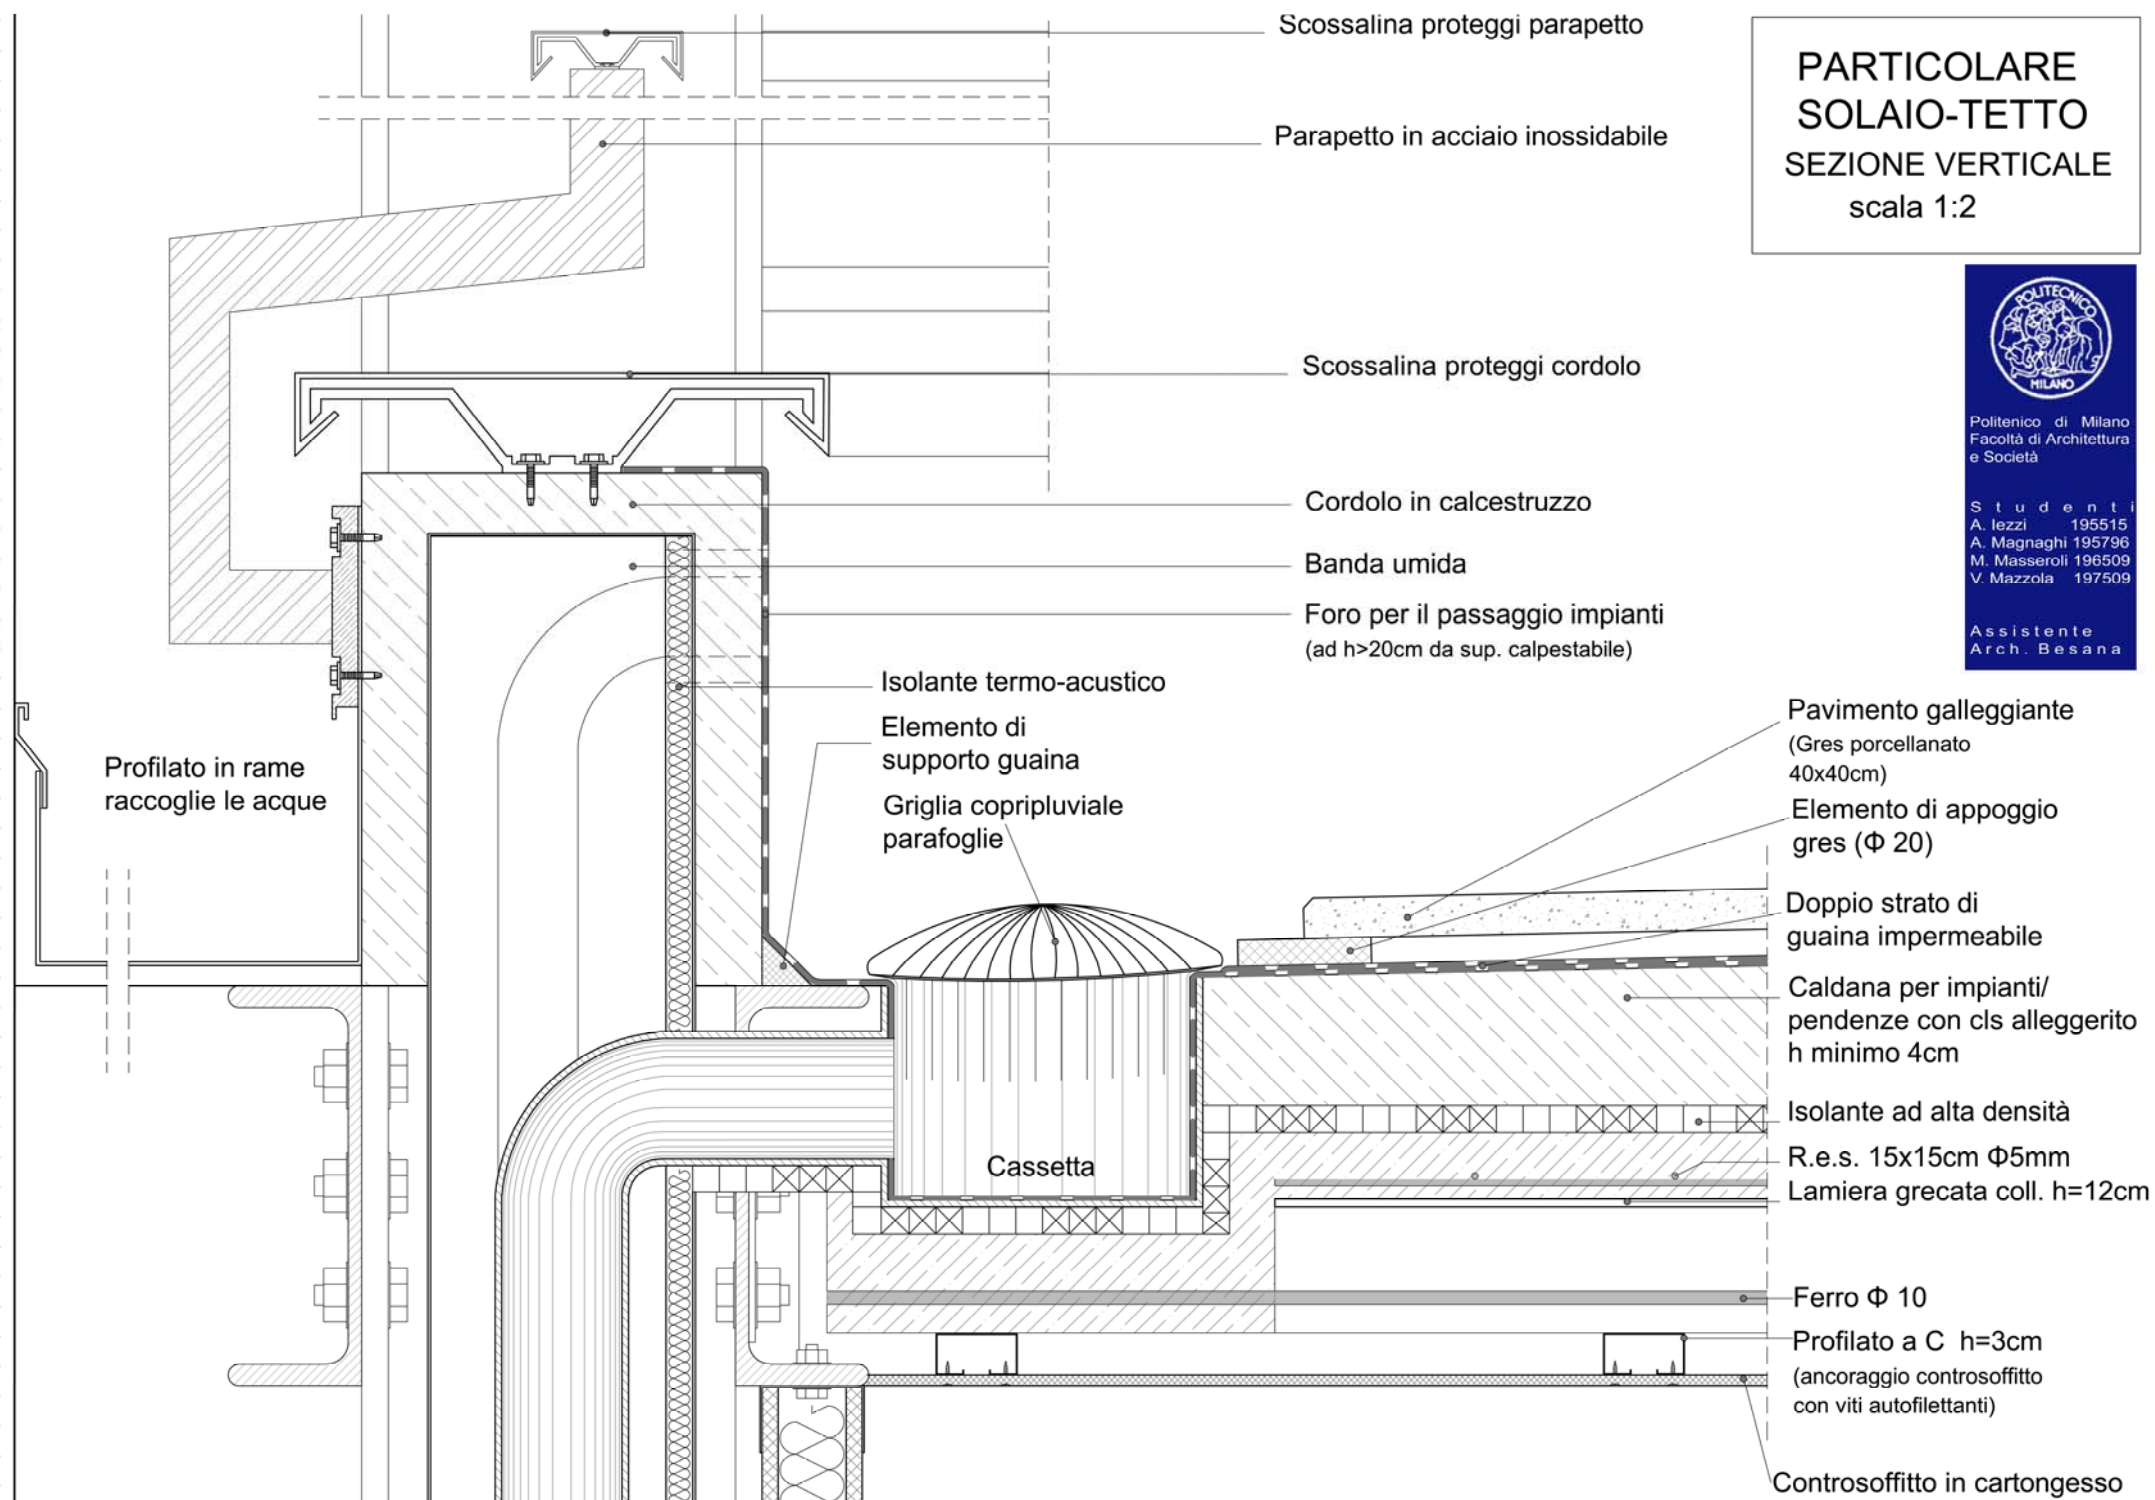 Scossalina proteggi parapetto
Parapetto in acciaio inossidabile
PARTICOLARE
SOLAIO-TETTO
SEZIONE VERTICALE
scala 1:2
POLITECNICO
MILANO
Politenico di Milano
Facoltà di Architettura
e Società
Studenti
A. Iezzi 195515
A. Magnaghi 195796
M. Masseroli 196509
V. Mazzola 197509
Assistente
Arch. Besana
Scossalina proteggi cordolo
Cordolo in calcestruzzo
Banda umida
Foro per il passaggio impianti
(ad h>20cm da sup. calpestabile)
Isolante termo-acustico
Elemento di
supporto guaina
Griglia copripluviale
parafoglie
Profilato in rame
raccoglie le acque
Cassetta
Pavimento galleggiante
(Gres porcellanato
40x40cm)
Elemento di appoggio
gres (Φ 20)
Doppio strato di
guaina impermeabile
Caldana per impianti/
pendenze con cls alleggerito
h minimo 4cm
Isolante ad alta densità
R.e.s. 15x15cm Φ5mm
Lamiera grecata coll. h=12cm
Ferro Φ 10
Profilato a C h=3cm
(ancoraggio controsoffitto
con viti autofilettanti)
Controsoffitto in cartongesso